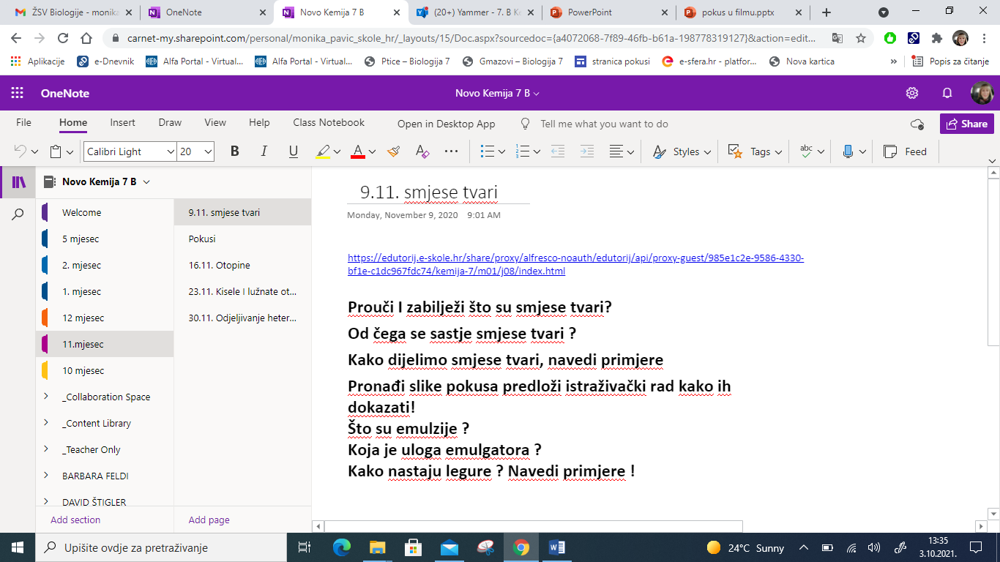 ŽSV Biologije - monika
OneNote
Novo Kemija 7 B
(20+) Yammer - 7. B Ke
PowerPoint
pokus u filmu.pptx
carnet-my.sharepoint.com/personal/monika_pavic_skole_hr/_layouts/15/Doc.aspx?sourcedoc={a4072068-7f89-46fb-b61a-198778319127}&action=edit...
Aplikacije
e-Dnevnik
Alfa Portal - Virtual...
Alfa Portal - Virtual...
Ptice – Biologija 7
Gmazovi – Biologija 7
stranica pokusi
e-sfera.hr - platfor...
Nova kartica
»
Popis za čitanje
OneNote
Novo Kemija 7 B
File
Home
Insert
Draw
View
Help
Class Notebook
Open in Desktop App
Tell me what you want to do
Share
Calibri Light
20
B
I
U
A
Styles
Tags
abc
Feed
Novo Kemija 7 B
Welcome
5 mjesec
2. mjesec
1. mjesec
12 mjesec
11.mjesec
10 mjesec
_Collaboration Space
_Content Library
_Teacher Only
BARBARA FELDI
DAVID ŠTIGLER
Add section
9.11. smjese tvari
Pokusi
16.11. Otopine
23.11. Kisele I lužnate ot...
30.11. Odjeljivanje heter...
Add page
9.11. smjese tvari
Monday, November 9, 2020 9:01 AM
https://edutorij.e-skole.hr/share/proxy/alfresco-noauth/edutorij/api/proxy-guest/985e1c2e-9586-4330-
bf1e-c1dc967fdc74/kemija-7/m01/j08/index.html
Prouči I zabilježi što su smjese tvari?
Od čega se sastje smjese tvari ?
Kako dijelimo smjese tvari, navedi primjere
Pronađi slike pokusa predloži istraživački rad kako ih
dokazati!
Što su emulzije ?
Koja je uloga emulgatora ?
Kako nastaju legure ? Navedi primjere !
Upišite ovdje za pretraživanje
24°C Sunny
13:35
3.10.2021.